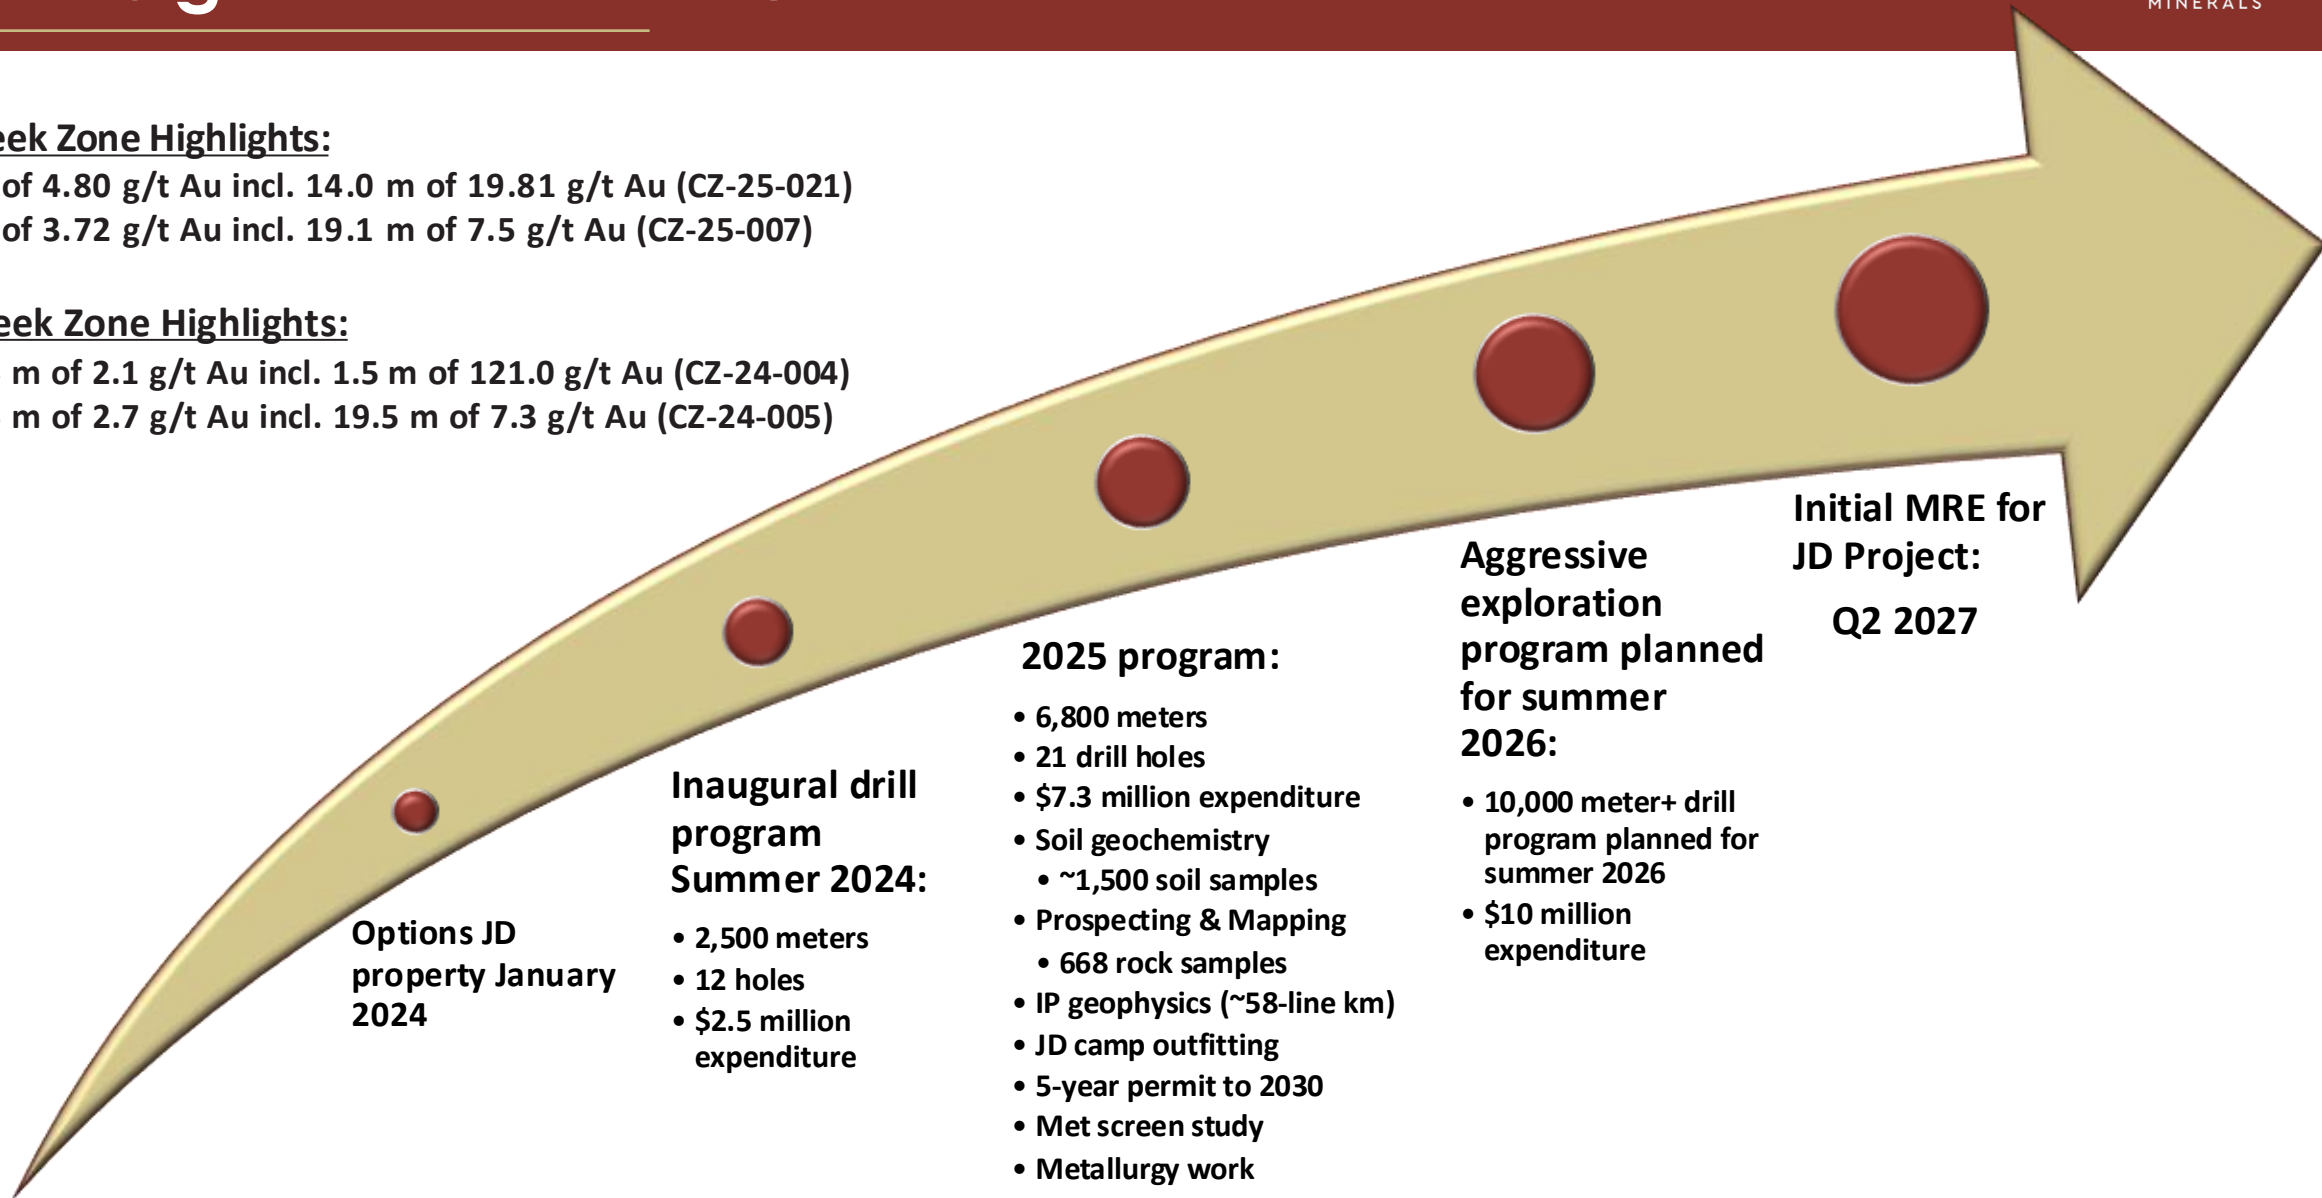 MINERALS
Zone Highlights:
of 4.80 g/t Au incl. 14.0 m of 19.81 g/t Au (CZ-25-021)
of 3.72 g/t Au incl. 19.1 m of 7.5 g/t Au (CZ-25-007)
Zone Highlights:
m of 2.1 g/t Au incl. 1.5 m of 121.0 g/t Au (CZ-24-004)
m of 2.7 g/t Au incl. 19.5 m of 7.3 g/t Au (CZ-24-005)
Options JD
property January
2024
Inaugural drill
program
Summer 2024:
• 2,500 meters
• 12 holes
• $2.5 million
expenditure
2025 program:
• 6,800 meters
• 21 drill holes
• $7.3 million expenditure
• Soil geochemistry
• ~1,500 soil samples
• Prospecting & Mapping
• 668 rock samples
• IP geophysics (~58-line km)
• JD camp outfitting
• 5-year permit to 2030
• Met screen study
• Metallurgy work
Aggressive
exploration
program planned
for summer
2026:
• 10,000 meter+ drill
program planned for
summer 2026
• $10 million
expenditure
Initial MRE for
JD Project:
Q2 2027